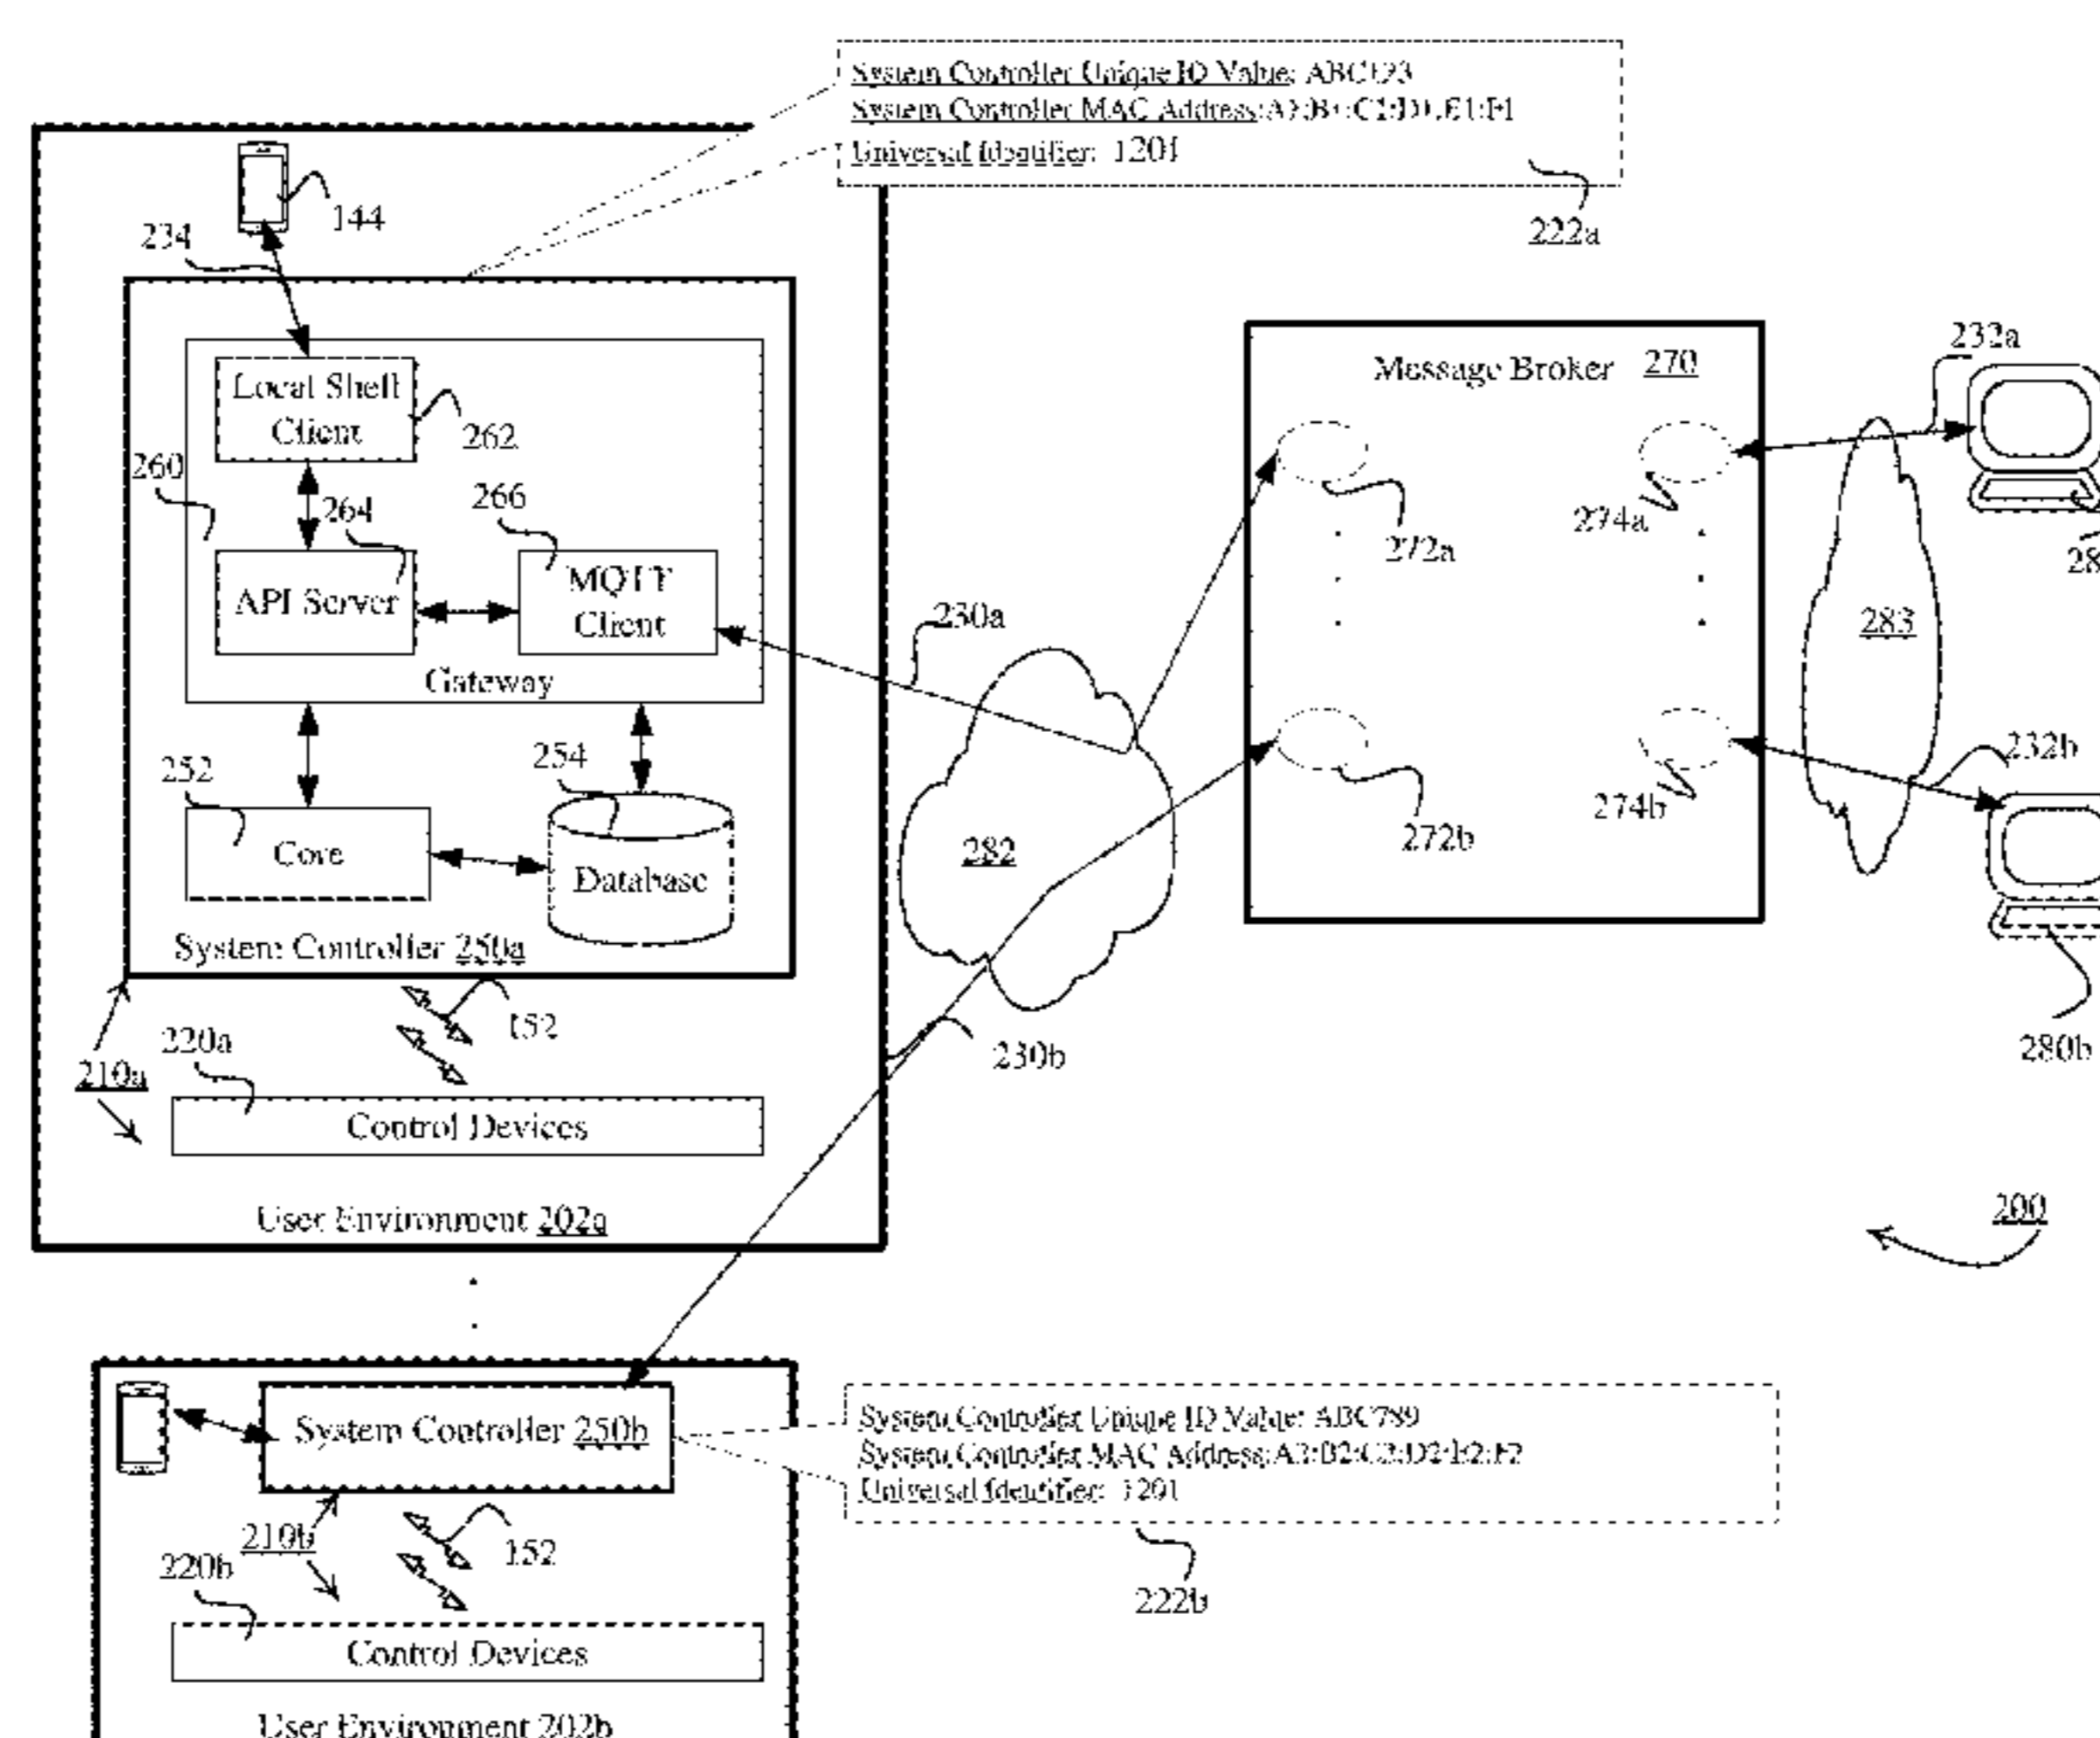 System Controller Unique ID Value: ABC123
System Controller MAC Address:A1:B1:C1:D1:E1:F1
Universal Identifier: 1201
222a
144
234
Local Shell
Client
262
260
264
266
API Server
MQTT
Client
Gateway
230a
252
254
Core
Database
System Controller 250a
152
210a
220a
Control Devices
User Environment 202a
282
230b
Message Broker 270
272a
274a
272b
274b
232a
283
232b
280b
200
System Controller 250b
System Controller Unique ID Value: ABC789
System Controller MAC Address:A2:B2:C2:D2:E2:F2
Universal Identifier: 1201
222b
210b
152
220b
Control Devices
User Environment 202b